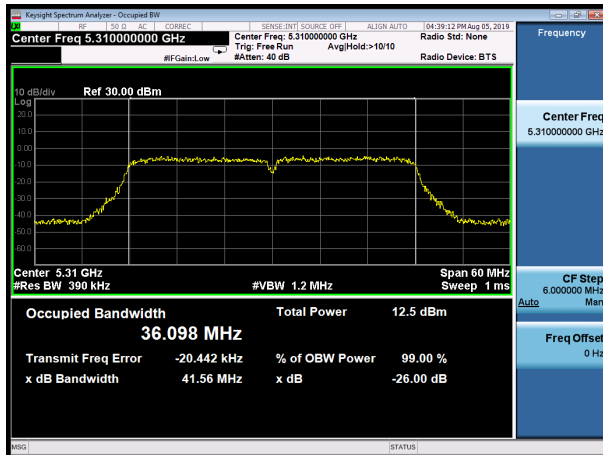 Keysight Spectrum Analyzer - Occupied BW
LXI RF 50 Ω AC CORREC SENSE:INT SOURCE OFF ALIGN AUTO 04:39:12 PM Aug 05, 2019
Center Freq 5.310000000 GHz Center Freq: 5.310000000 GHz Radio Std: None Frequency
Trig: Free Run Avg|Hold:>10/10
#IFGain:Low #Atten: 40 dB Radio Device: BTS
10 dB/div Ref 30.00 dBm
Log
20.0
10.0
0.00
-10.0
-20.0
-30.0
-40.0
-50.0
-60.0
Center 5.31 GHz Span 60 MHz
#Res BW 390 kHz #VBW 1.2 MHz Sweep 1 ms
Occupied Bandwidth Total Power 12.5 dBm
36.098 MHz
Transmit Freq Error -20.442 kHz % of OBW Power 99.00 %
x dB Bandwidth 41.56 MHz x dB -26.00 dB
Center Freq
5.310000000 GHz
CF Step
6.000000 MHz
Auto Man
Freq Offset
0 Hz
MSG STATUS